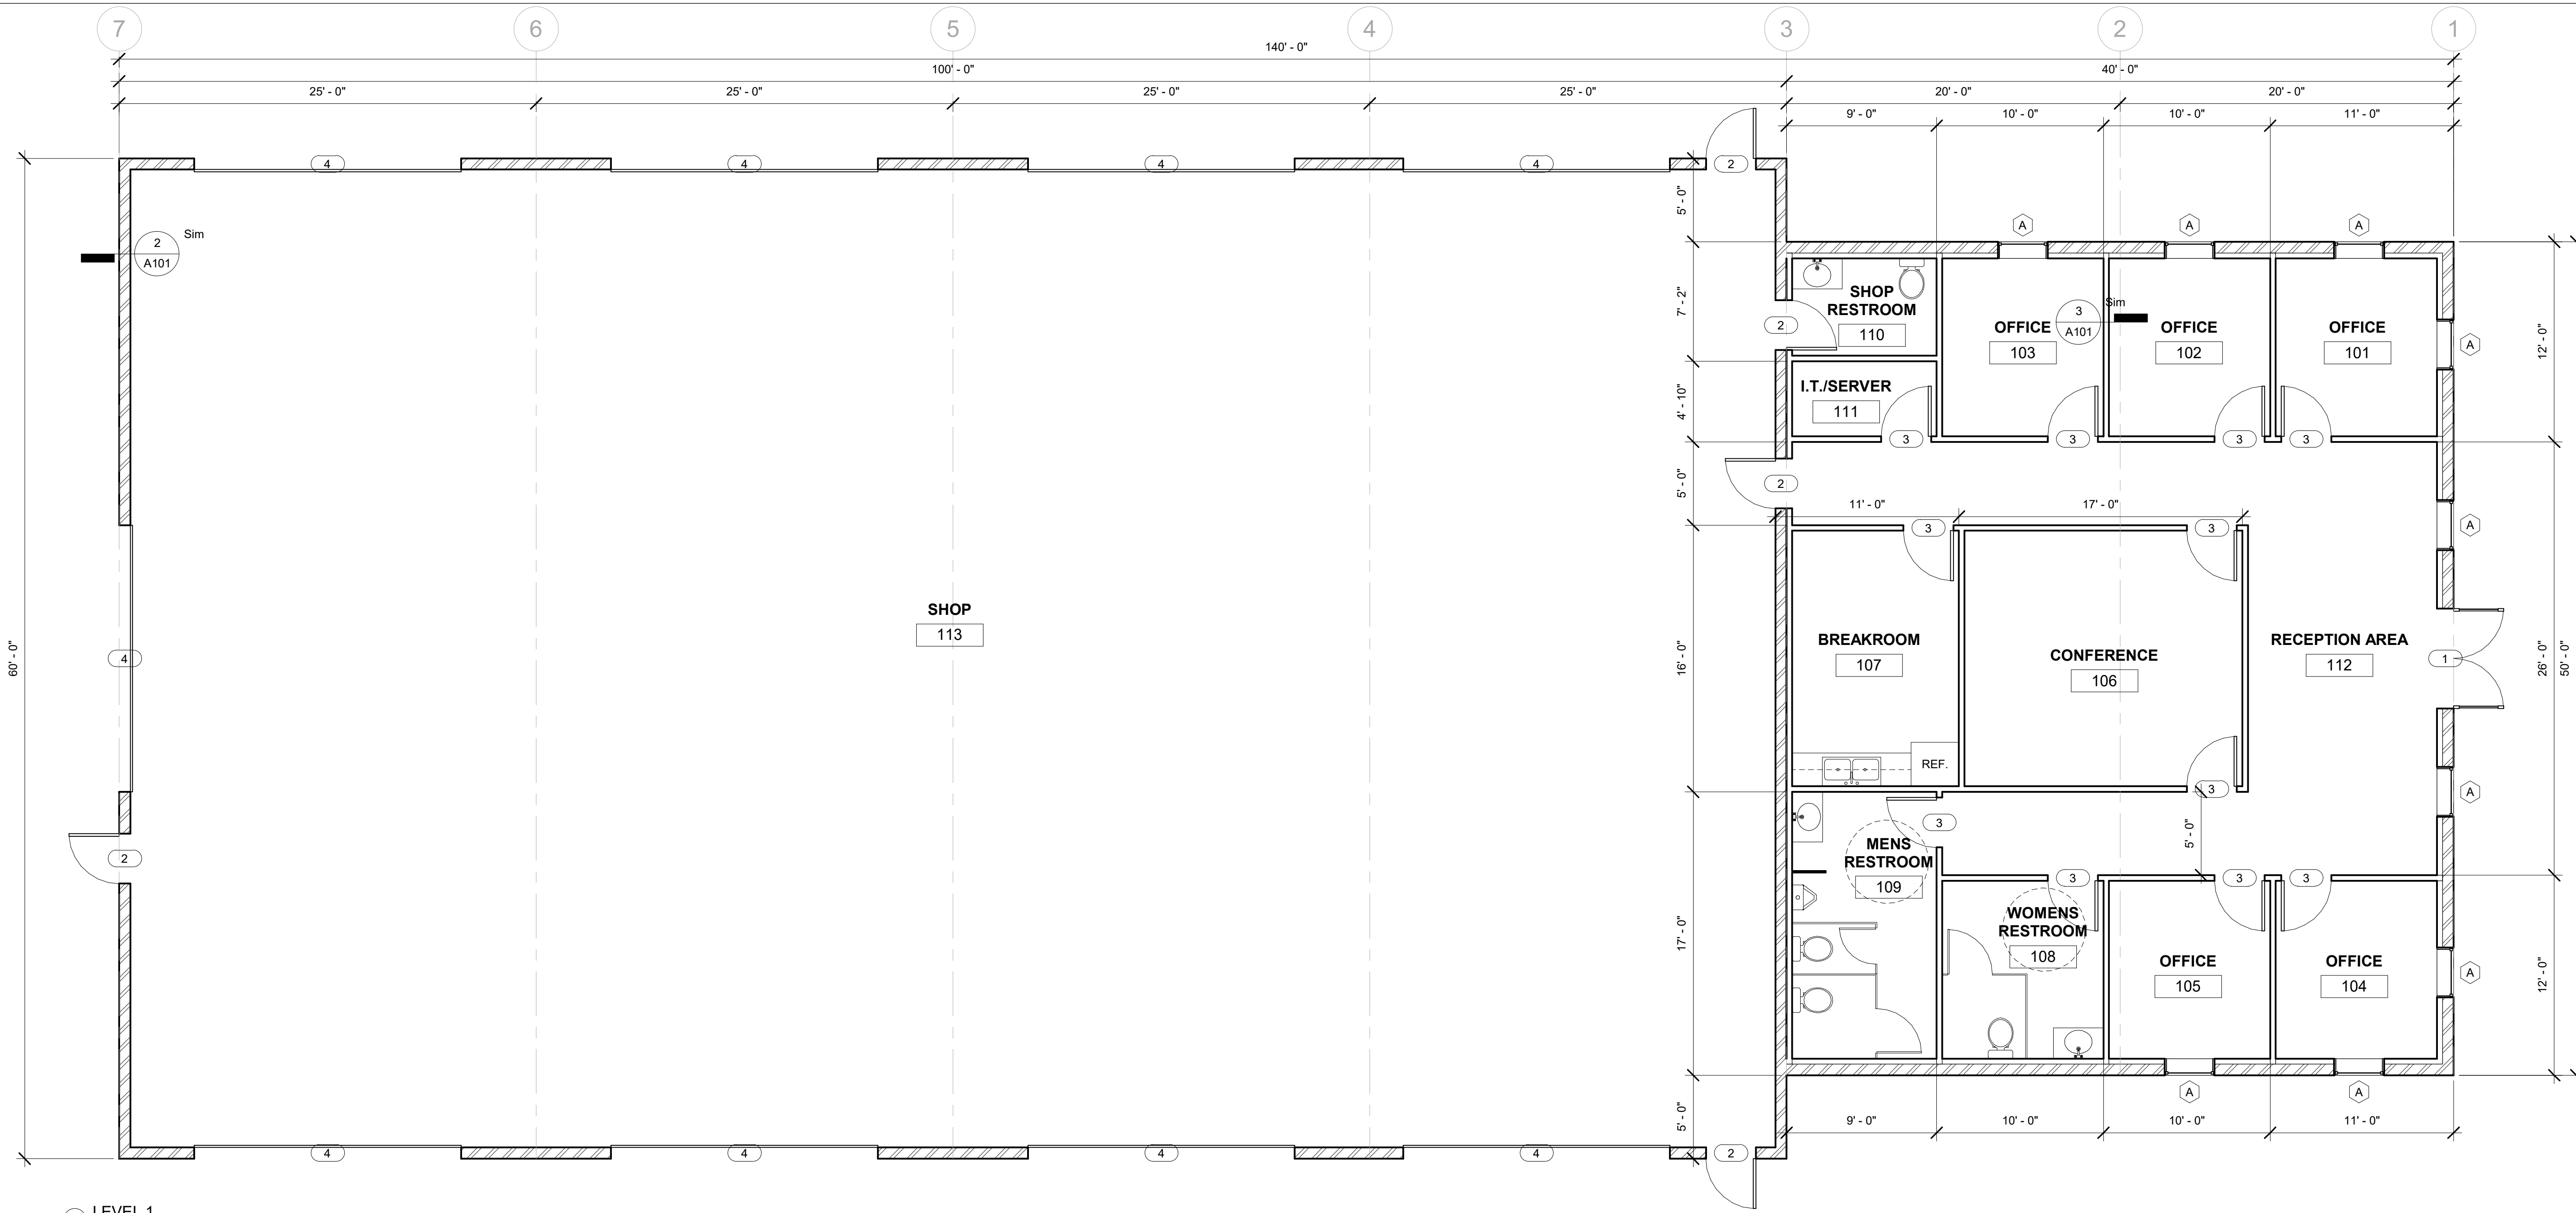 7 6 5 4 3 2 1
140' - 0"
100' - 0" 40' - 0"
25' - 0" 25' - 0" 25' - 0" 25' - 0" 20' - 0" 20' - 0"
9' - 0" 10' - 0" 10' - 0" 11' - 0"
4 4 4 4 2
5' - 0"
A A A
2
A101
Sim
7' - 2"
2
SHOP
RESTROOM
110
OFFICE
103
3
A101
Sim
OFFICE
102
OFFICE
101
A
12' - 0"
4' - 10"
I.T./SERVER
111
3 3 3 3
5' - 0"
2
11' - 0" 17' - 0"
3 3
A
60' - 0"
4
SHOP
113
16' - 0"
BREAKROOM
107
CONFERENCE
106
RECEPTION AREA
112
1
26' - 0"
50' - 0"
REF.
3
A
5' - 0"
2
3
MENS
RESTROOM
109
3 3 3
17' - 0"
WOMENS
RESTROOM
108
OFFICE
105
OFFICE
104
A
12' - 0"
A A
5' - 0"
9' - 0" 10' - 0" 10' - 0" 11' - 0"
4 4 4 4 2
LEVEL 1